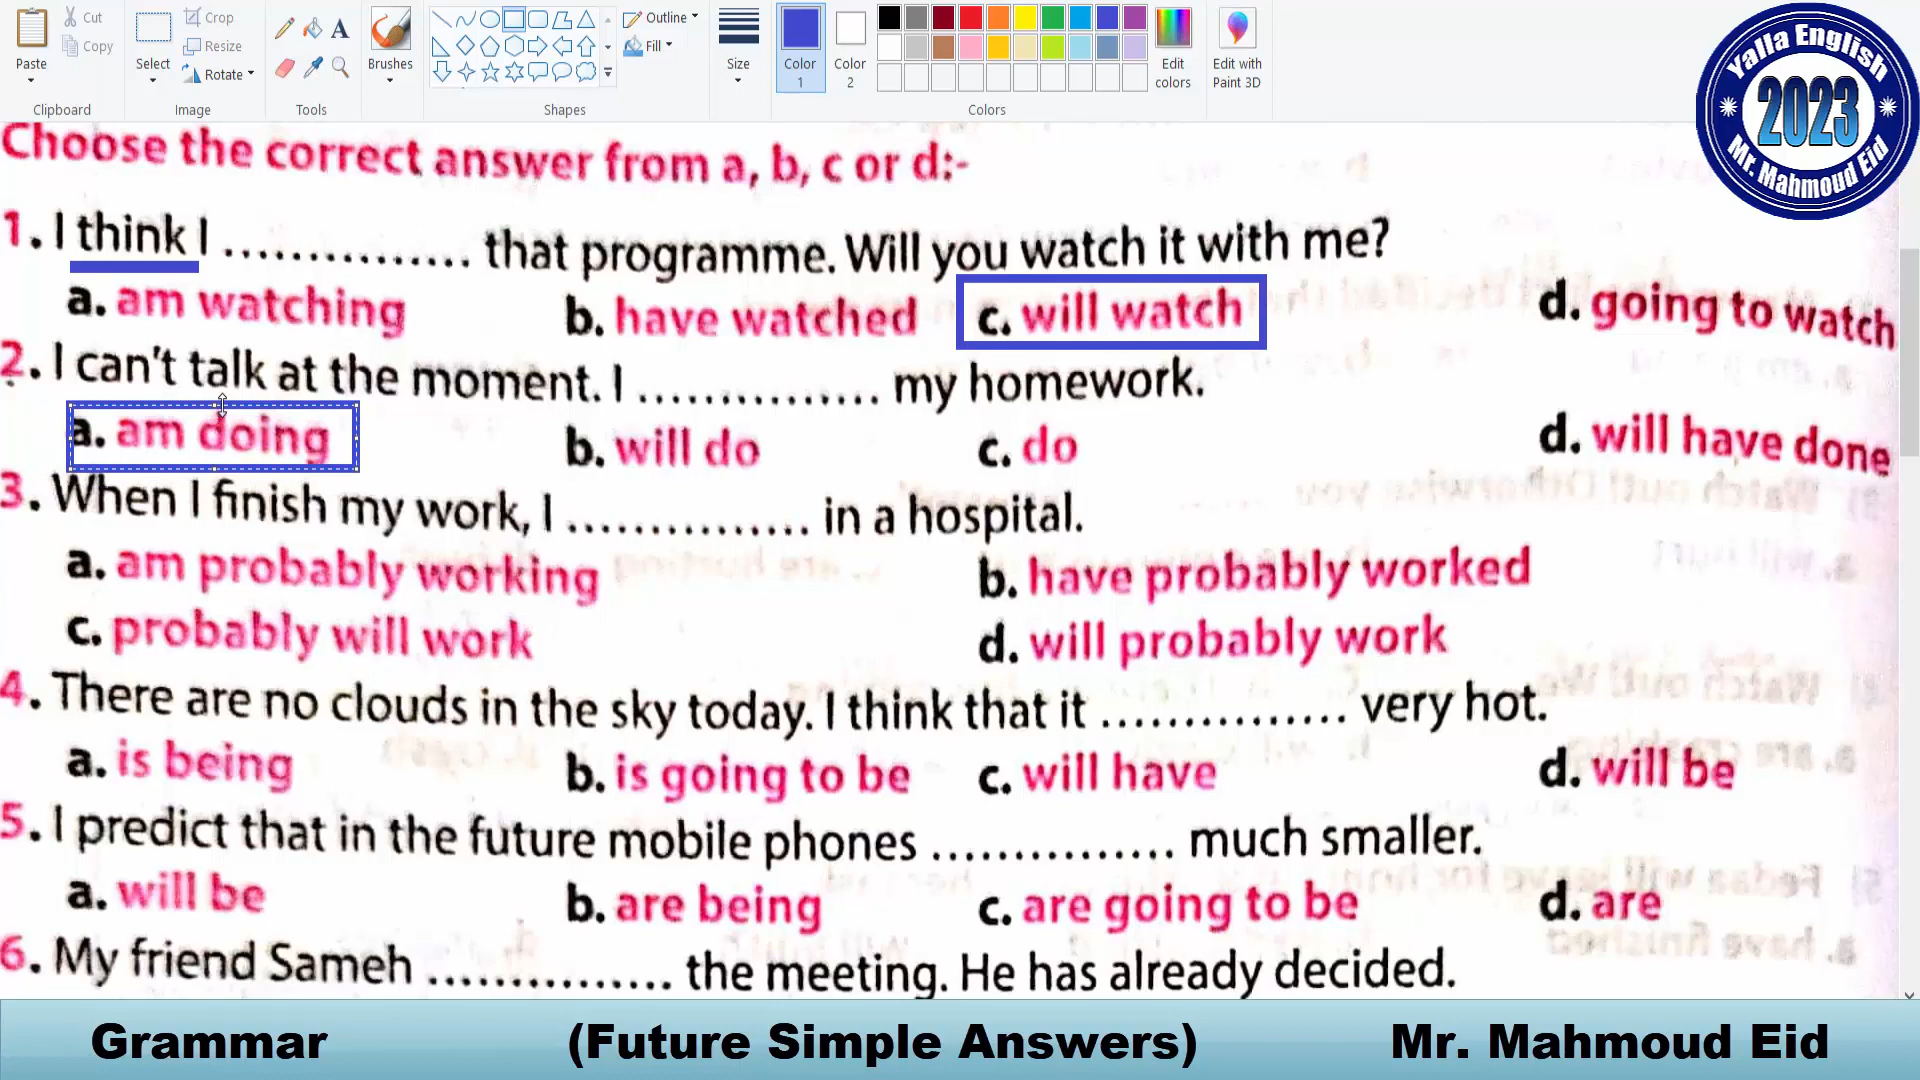 Paste
Cut
Copy
Clipboard
Select
Crop
Resize
Rotate
Image
Tools
Brushes
Shapes
Outline
Fill
Size
Color 1
Color 2
Edit colors
Colors
Edit with Paint 3D
Yalla English
2023
Mr. Mahmoud Eid
Choose the correct answer from a, b, c or d:-
1. I think I ............... that programme. Will you watch it with me?
a. am watching b. have watched c. will watch d. going to watch
2. I can't talk at the moment. I ............... my homework.
a. am doing b. will do c. do d. will have done
3. When I finish my work, I ............... in a hospital.
a. am probably working b. have probably worked
c. probably will work d. will probably work
4. There are no clouds in the sky today. I think that it ............... very hot.
a. is being b. is going to be c. will have d. will be
5. I predict that in the future mobile phones ............... much smaller.
a. will be b. are being c. are going to be d. are
6. My friend Sameh ............... the meeting. He has already decided.
Grammar (Future Simple Answers) Mr. Mahmoud Eid